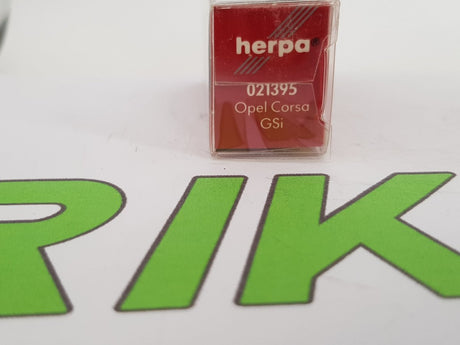 herpa®
021395
Opel Corsa
GSi
RIK